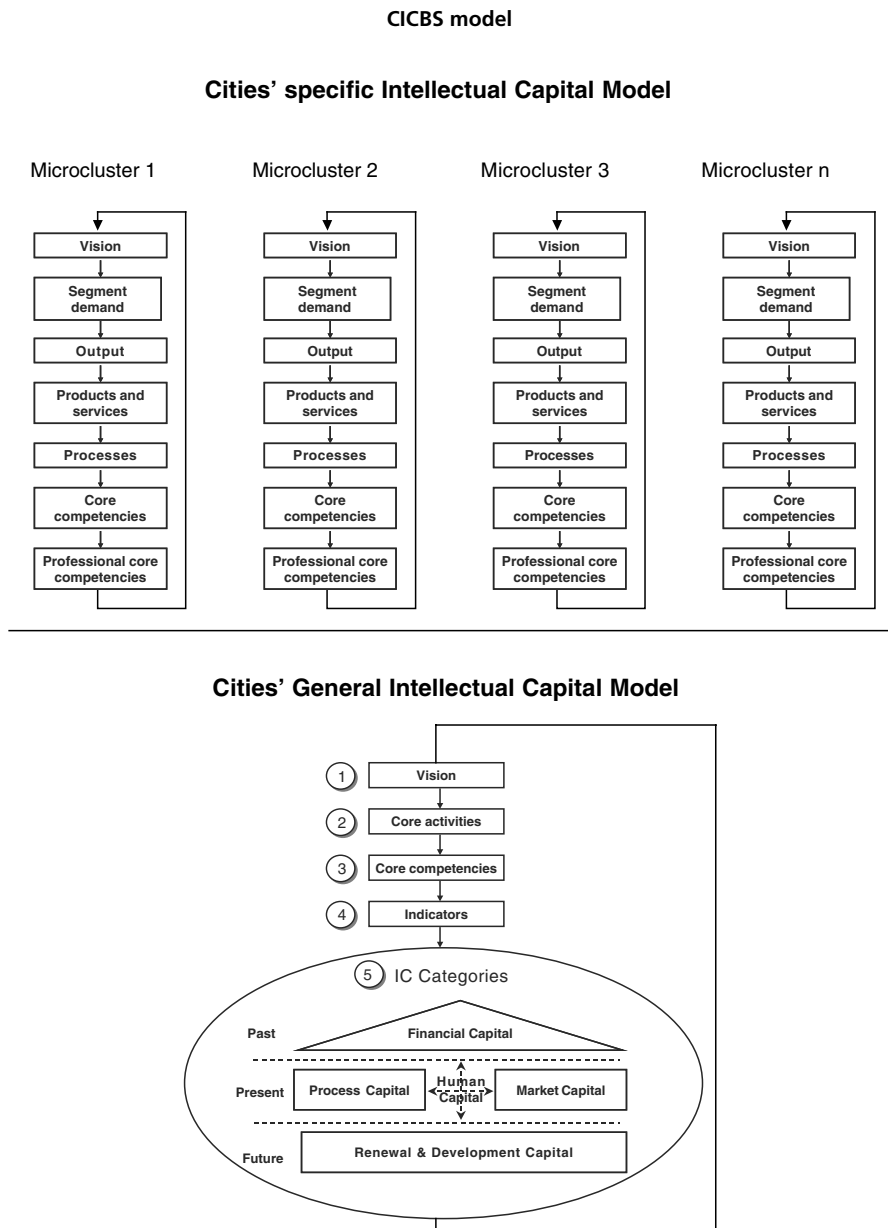 CICBS model
Cities’ specific Intellectual Capital Model
Microcluster 1
Vision
Segment
demand
Output
Products and
services
Processes
Core
competencies
Professional core
competencies
Microcluster 2
Vision
Segment
demand
Output
Products and
services
Processes
Core
competencies
Professional core
competencies
Microcluster 3
Vision
Segment
demand
Output
Products and
services
Processes
Core
competencies
Professional core
competencies
Microcluster n
Vision
Segment
demand
Output
Products and
services
Processes
Core
competencies
Professional core
competencies
Cities’ General Intellectual Capital Model
1 Vision
2 Core activities
3 Core competencies
4 Indicators
5 IC Categories
Past Financial Capital
Present Process Capital
Human
Capital
Market Capital
Future Renewal & Development Capital